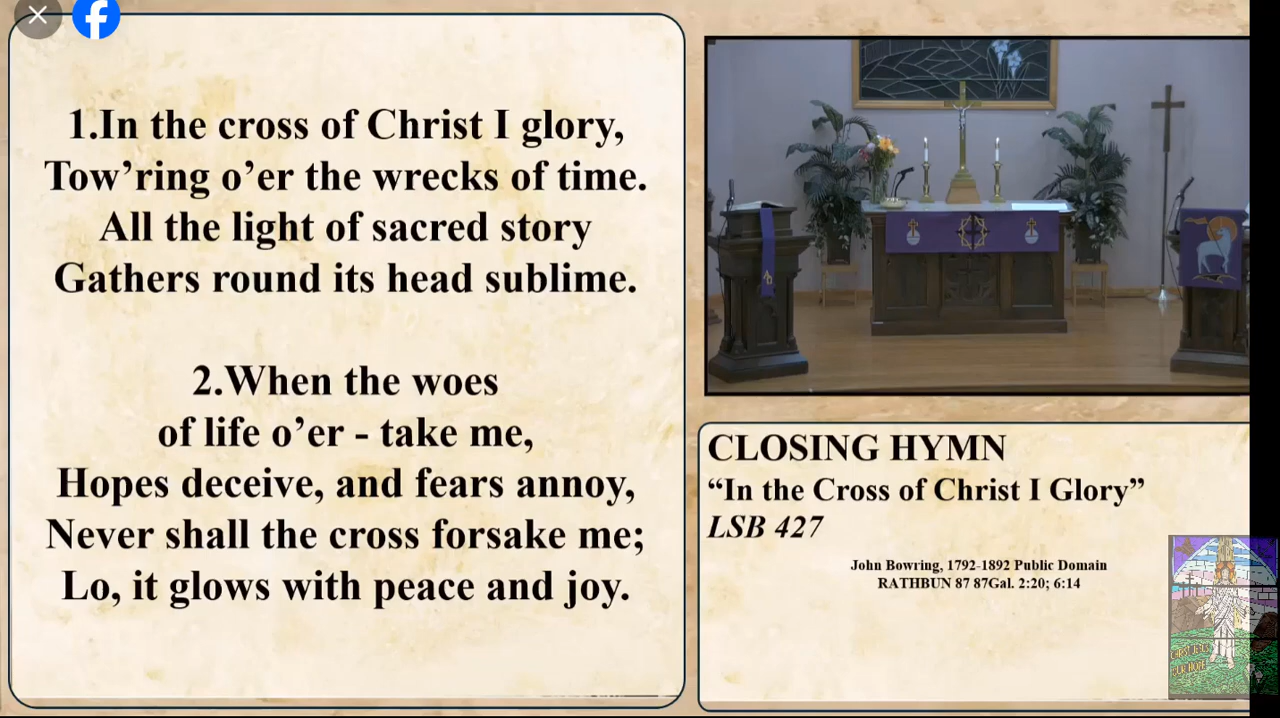 1.In the cross of Christ I glory,
Tow’ring o’er the wrecks of time.
All the light of sacred story
Gathers round its head sublime.
2.When the woes
of life o’er - take me,
Hopes deceive, and fears annoy,
Never shall the cross forsake me;
Lo, it glows with peace and joy.
CLOSING HYMN
“In the Cross of Christ I Glory”
LSB 427
John Bowring, 1792-1892 Public Domain
RATHBUN 87 87Gal. 2:20; 6:14